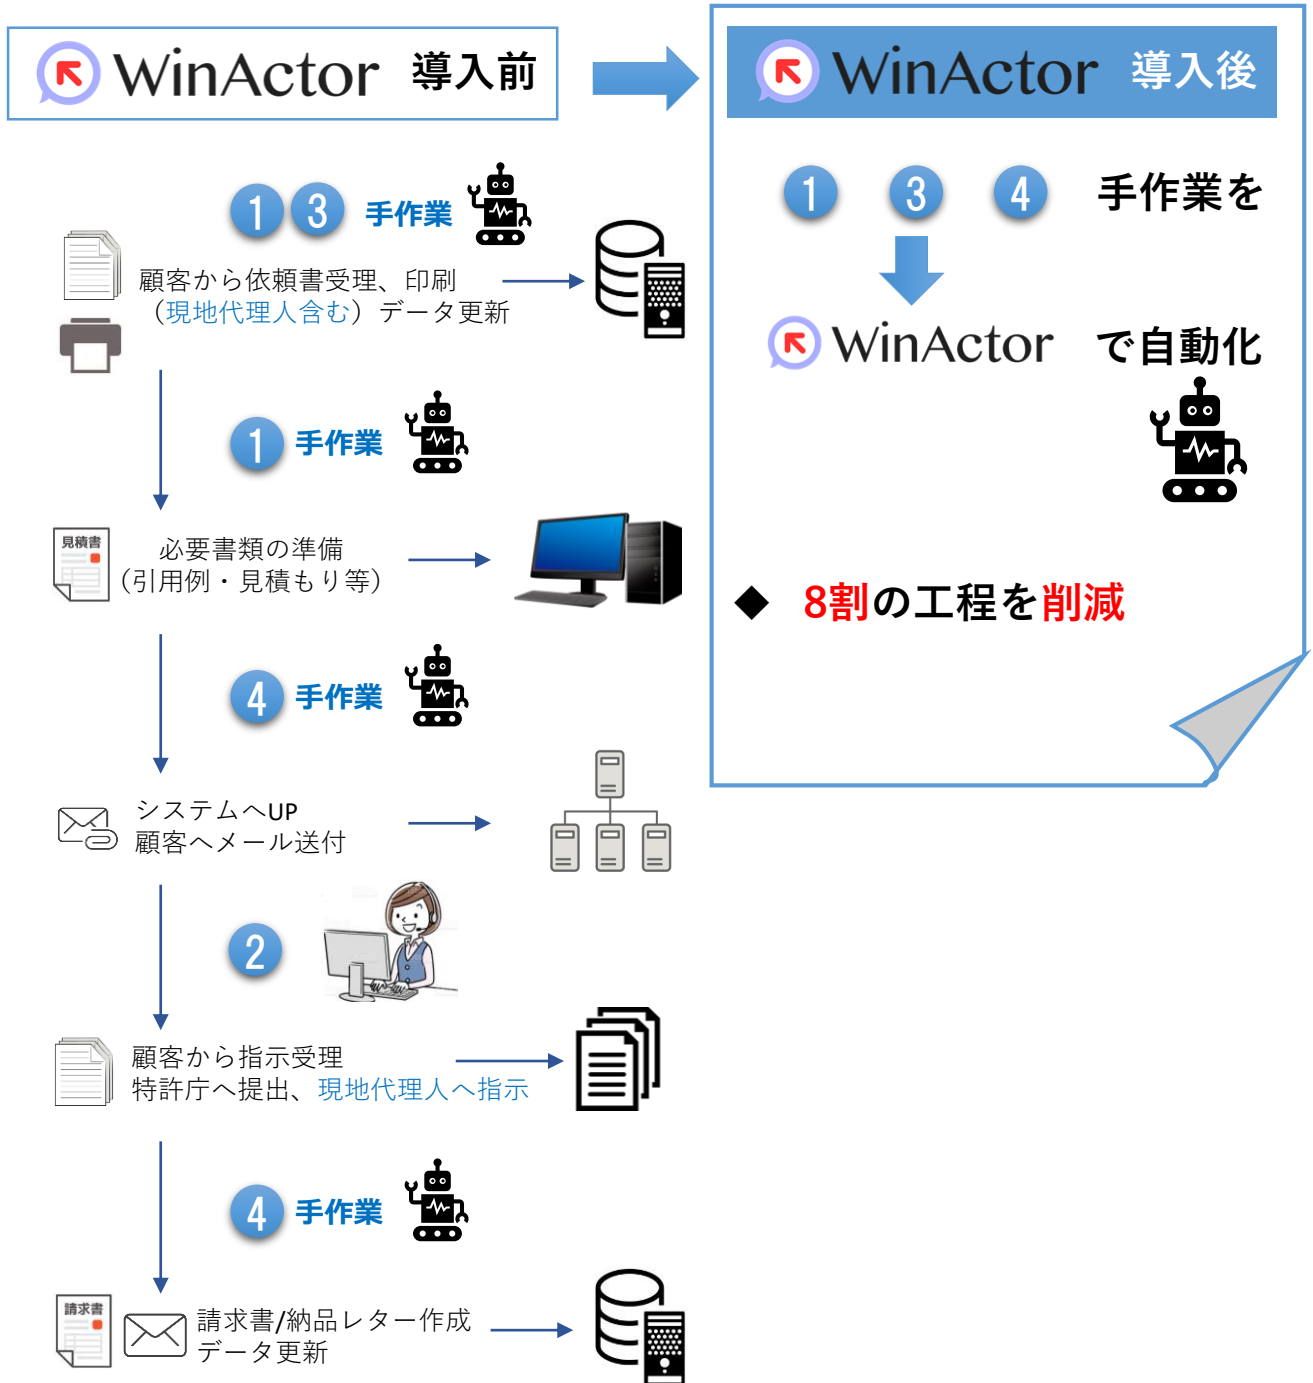 WinActor 導入前
① ③ 手作業
顧客から依頼書受理、印刷
（現地代理人含む）データ更新
① 手作業
見積書
必要書類の準備
（引用例・見積もり等）
④ 手作業
システムへUP
顧客へメール送付
②
顧客から指示受理
特許庁へ提出、現地代理人へ指示
④ 手作業
請求書
請求書/納品レター作成
データ更新
WinActor 導入後
① ③ ④ 手作業を
WinActor で自動化
◆ 8割の工程を削減